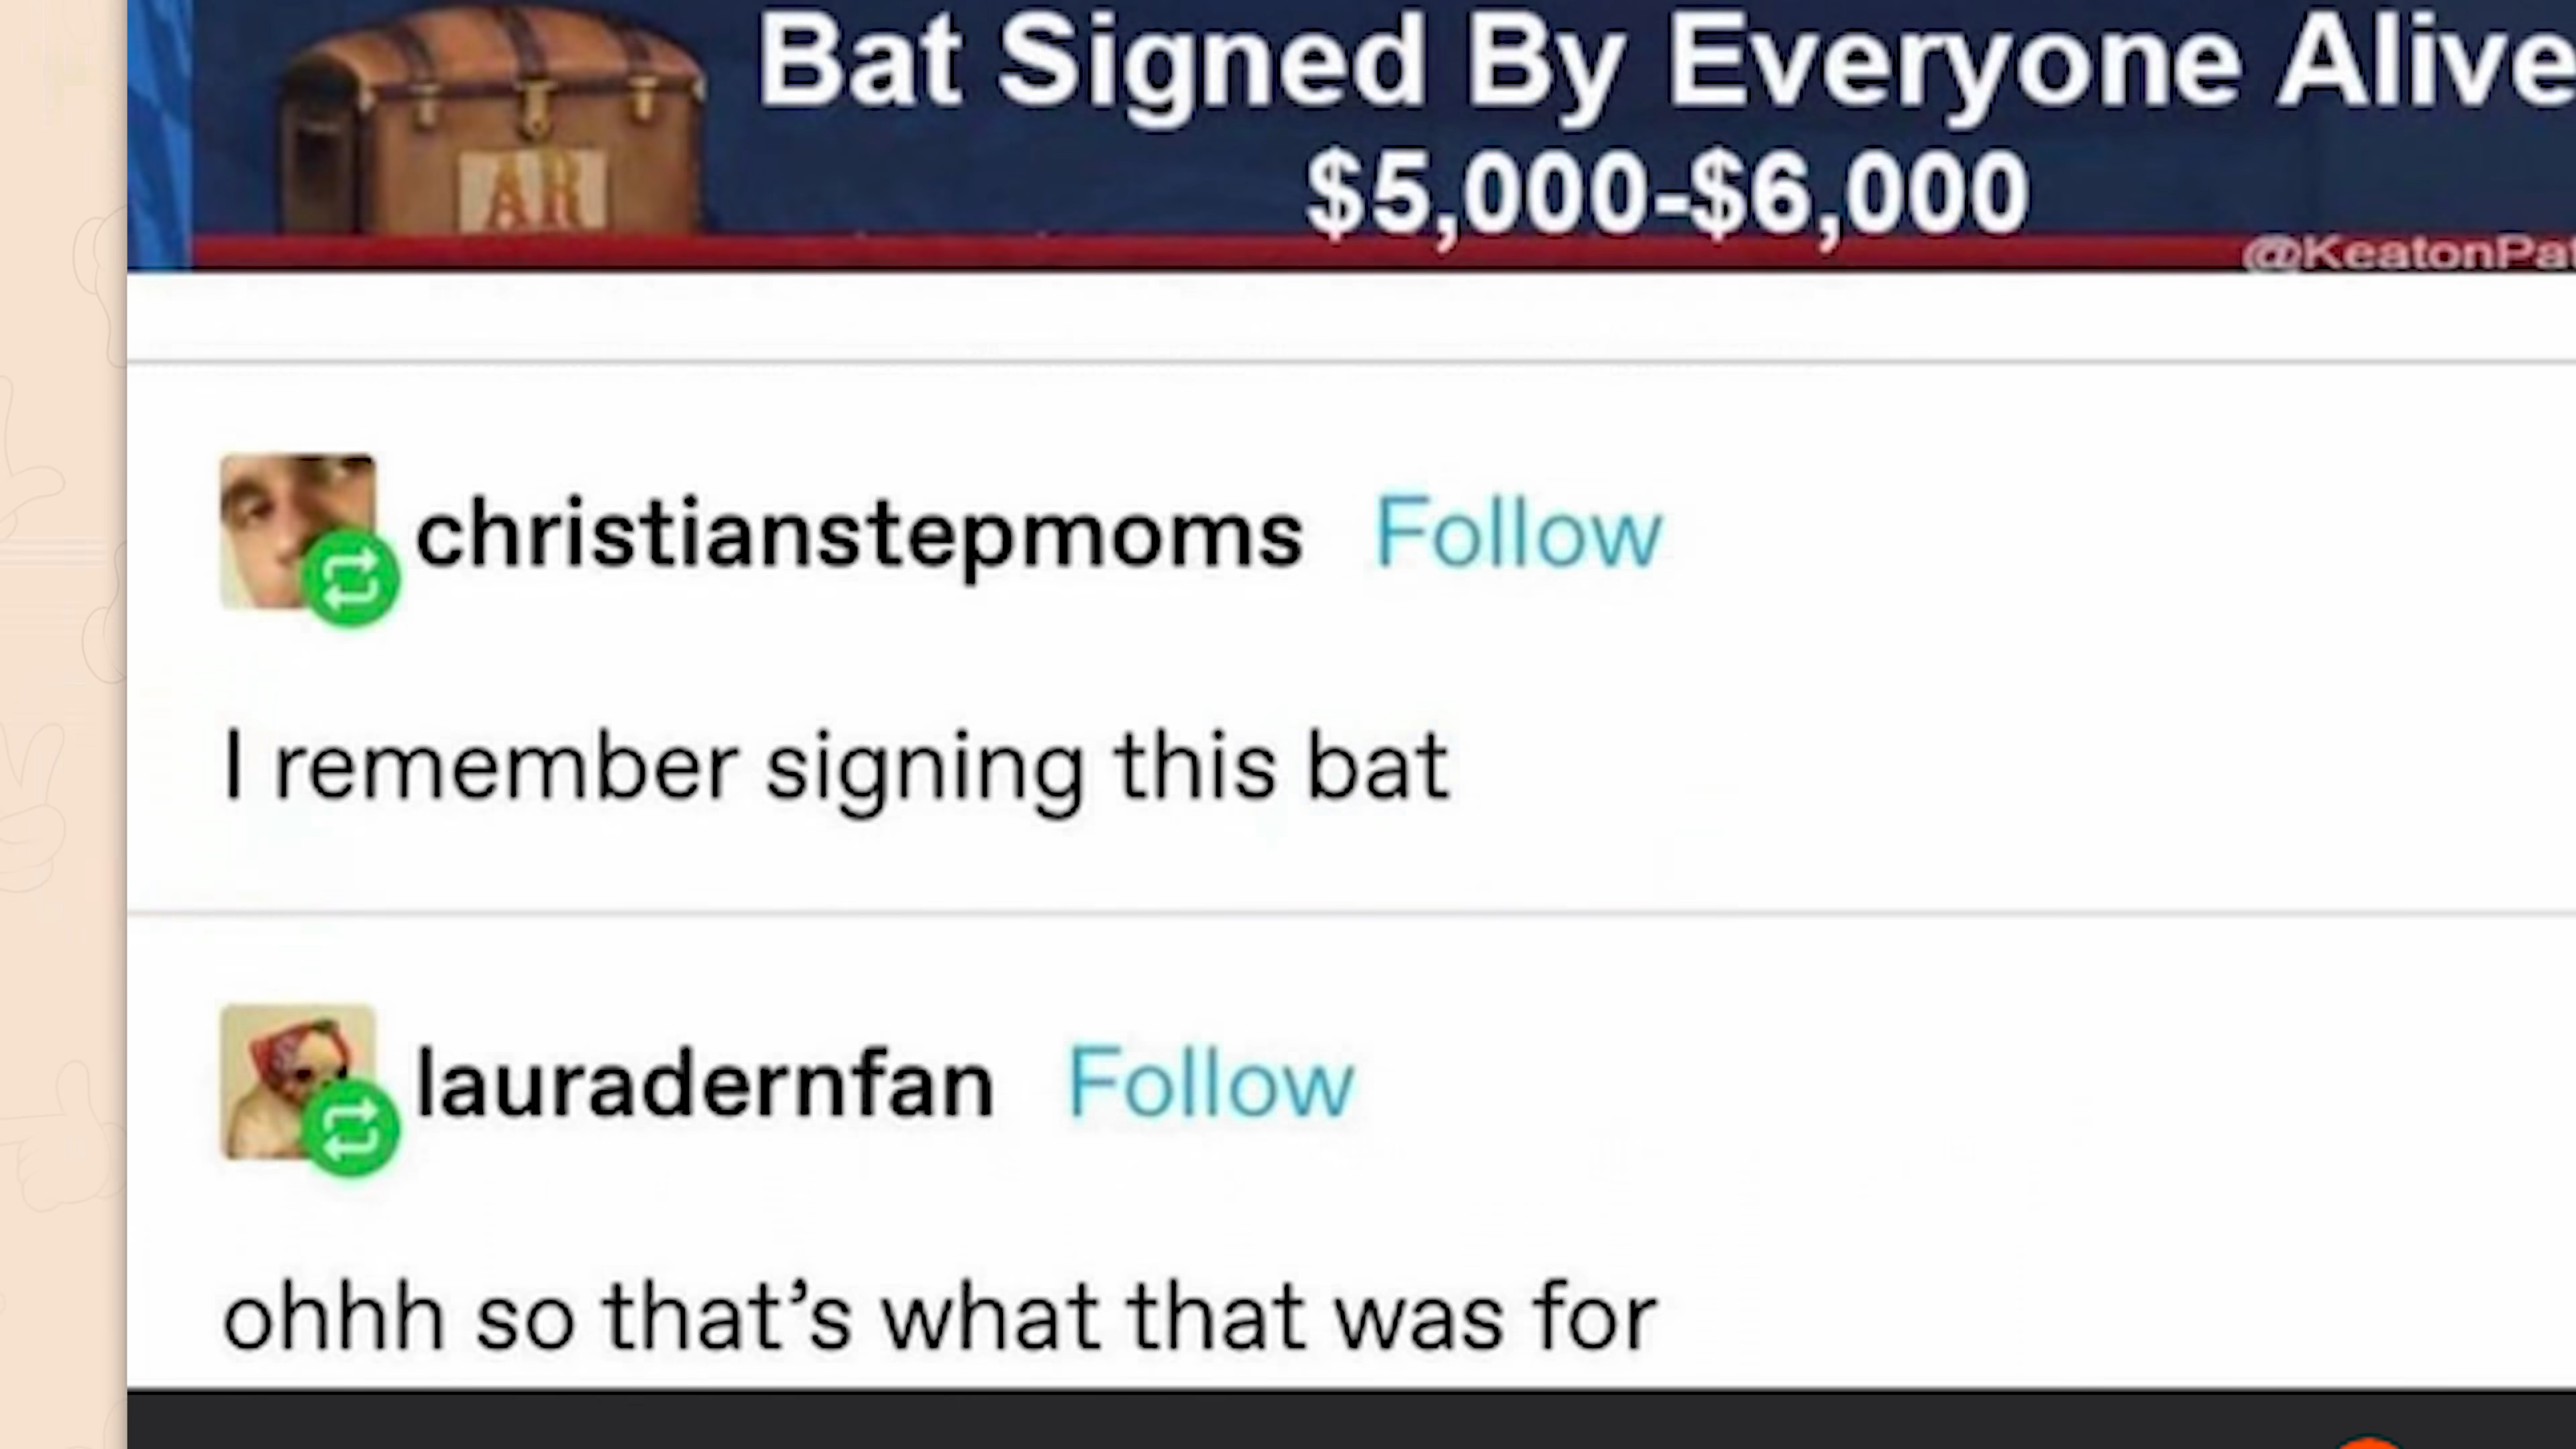 Bat Signed By Everyone Alive
$5,000-$6,000
AR
@KeatonPat
christianstepmoms Follow
I remember signing this bat
lauradernfan Follow
ohhh so that’s what that was for